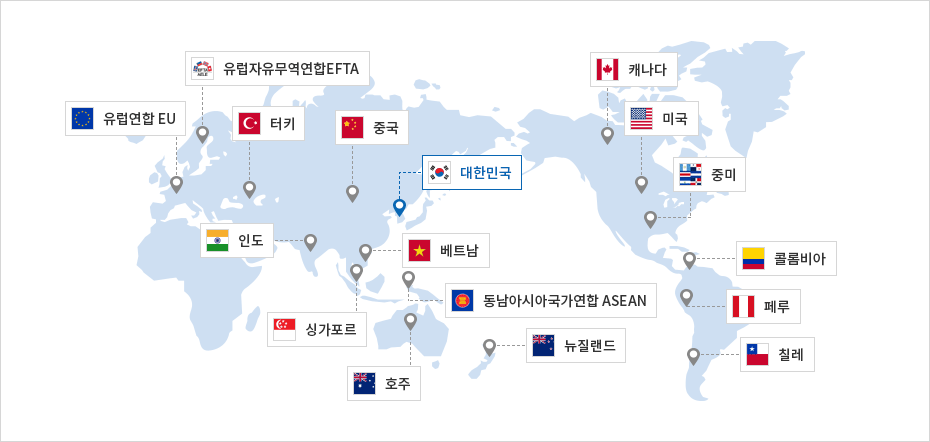 유럽자유무역연합EFTA
캐나다
유럽연합 EU
터키
중국
미국
대한민국
중미
인도
베트남
콜롬비아
동남아시아국가연합 ASEAN
페루
싱가포르
뉴질랜드
칠레
호주